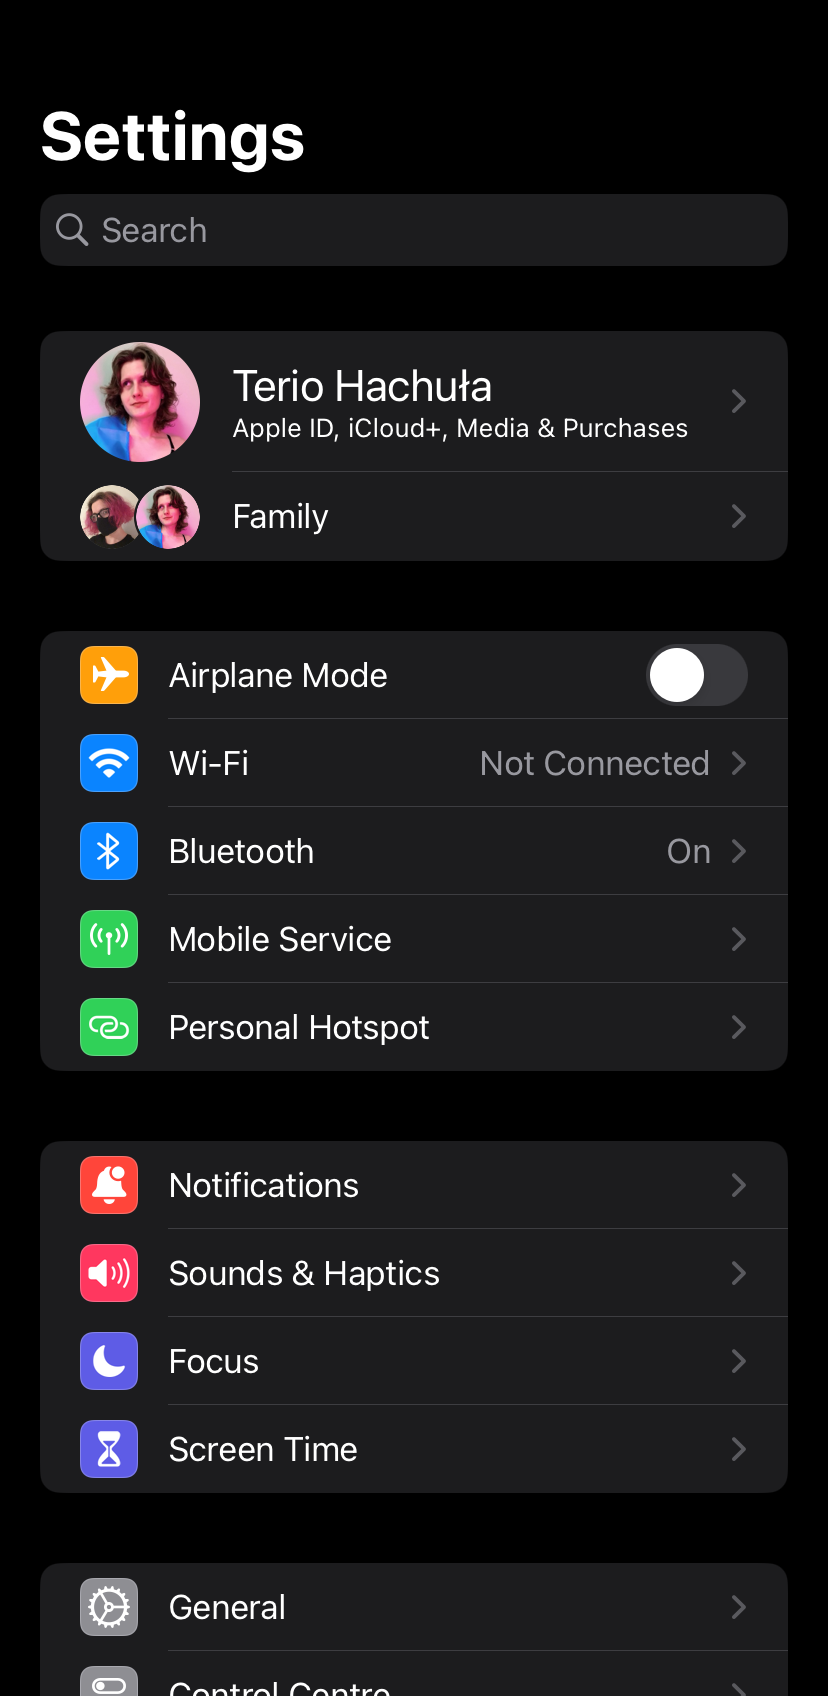 Settings
Search
Terio Hachuła
Apple ID, iCloud+, Media & Purchases
Family
Airplane Mode
Wi-Fi Not Connected
Bluetooth On
Mobile Service
Personal Hotspot
Notifications
Sounds & Haptics
Focus
Screen Time
General
Control Centre